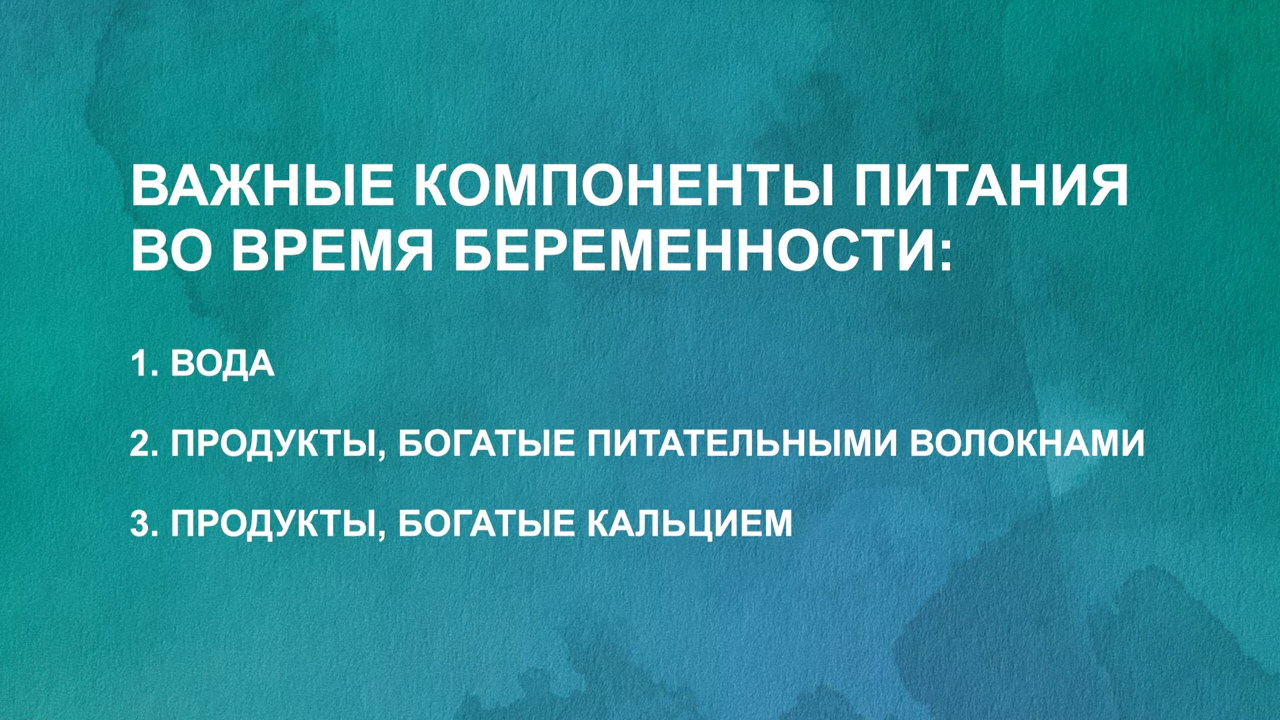 ВАЖНЫЕ КОМПОНЕНТЫ ПИТАНИЯ
ВО ВРЕМЯ БЕРЕМЕННОСТИ:
1. ВОДА
2. ПРОДУКТЫ, БОГАТЫЕ ПИТАТЕЛЬНЫМИ ВОЛОКНАМИ
3. ПРОДУКТЫ, БОГАТЫЕ КАЛЬЦИЕМ